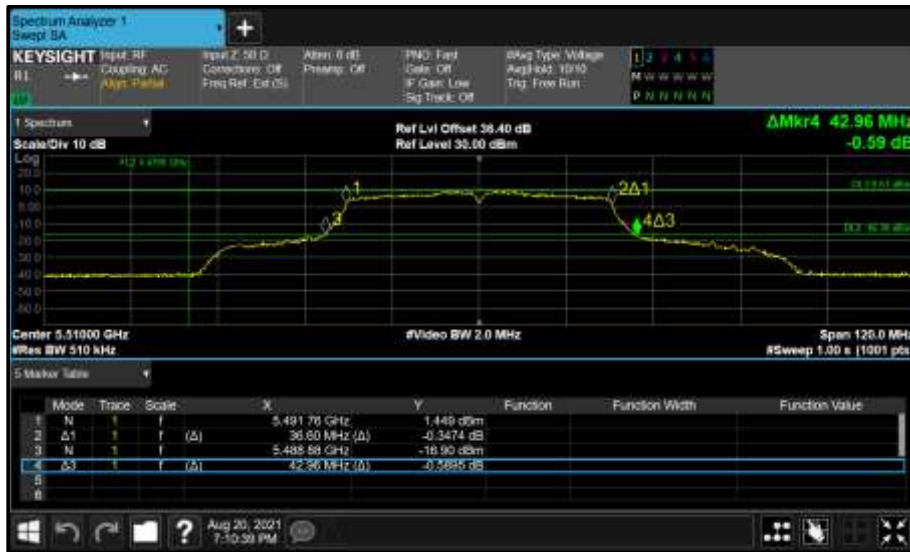 Spectrum Analyzer 1
Swept SA
+
KEYSIGHT
Input: RF
Coupling: AC
Align: Partial
Input Z: 50 Ω
Corrections: Off
Freq Ref: Ext (S)
Atten: 6 dB
Preamp: Off
PNO: Fast
Gate: Off
IF Gain: Low
Sig Track: Off
#Avg Type: Voltage
Avg|Hold: 10/10
Trig: Free Run
1 2 3 4 5 6
M W W W W W
P N N N N N
1 Spectrum
Scale/Div 10 dB
Ref Lvl Offset 36.40 dB
Ref Level 30.00 dBm
ΔMkr4 42.96 MHz
-0.59 dB
Log
20.0
10.0
0.00
-10.0
-20.0
-30.0
-40.0
-50.0
1
2Δ1
3
4Δ3
Center 5.51000 GHz
#Res BW 510 kHz
#Video BW 2.0 MHz
Span 120.0 MHz
#Sweep 1.00 s (1001 pts
5 Marker Table
Mode Trace Scale X Y Function Function Width Function Value
1 N 1 f 5.491 76 GHz 1.449 dBm
2 Δ1 1 f (Δ) 36.60 MHz (Δ) -0.3474 dB
3 N 1 f 5.488 88 GHz -16.90 dBm
4 Δ3 1 f (Δ) 42.96 MHz (Δ) -0.5895 dB
5
6
?
Aug 20, 2021
7:10:39 PM